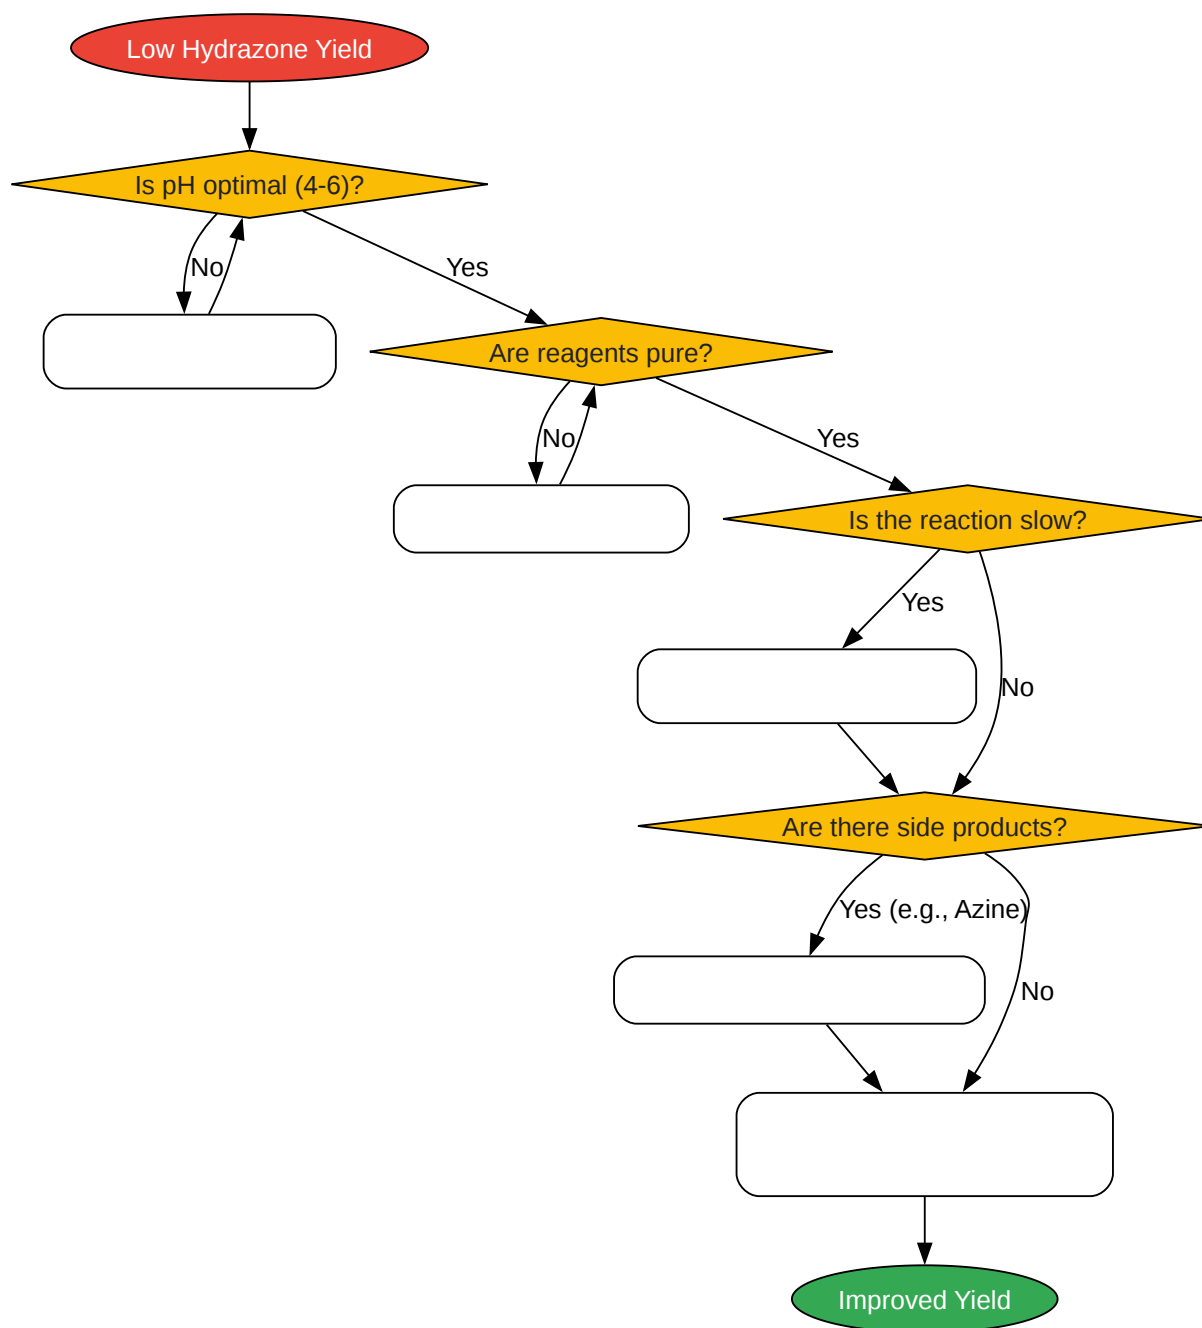 Low Hydrazone Yield
Is pH optimal (4-6)?
No
Yes
Are reagents pure?
No
Yes
Is the reaction slow?
Yes
No
Are there side products?
Yes (e.g., Azine)
No
Improved Yield